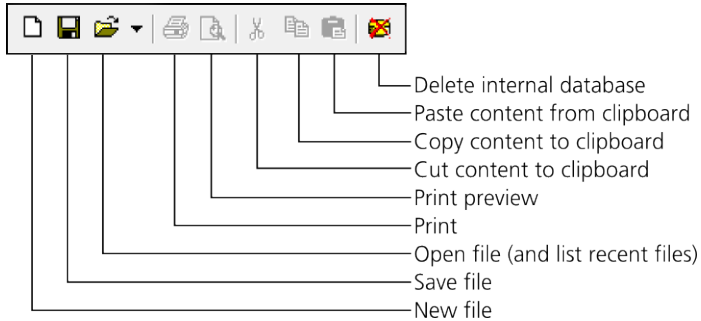 Delete internal database
Paste content from clipboard
Copy content to clipboard
Cut content to clipboard
Print preview
Print
Open file (and list recent files)
Save file
New file